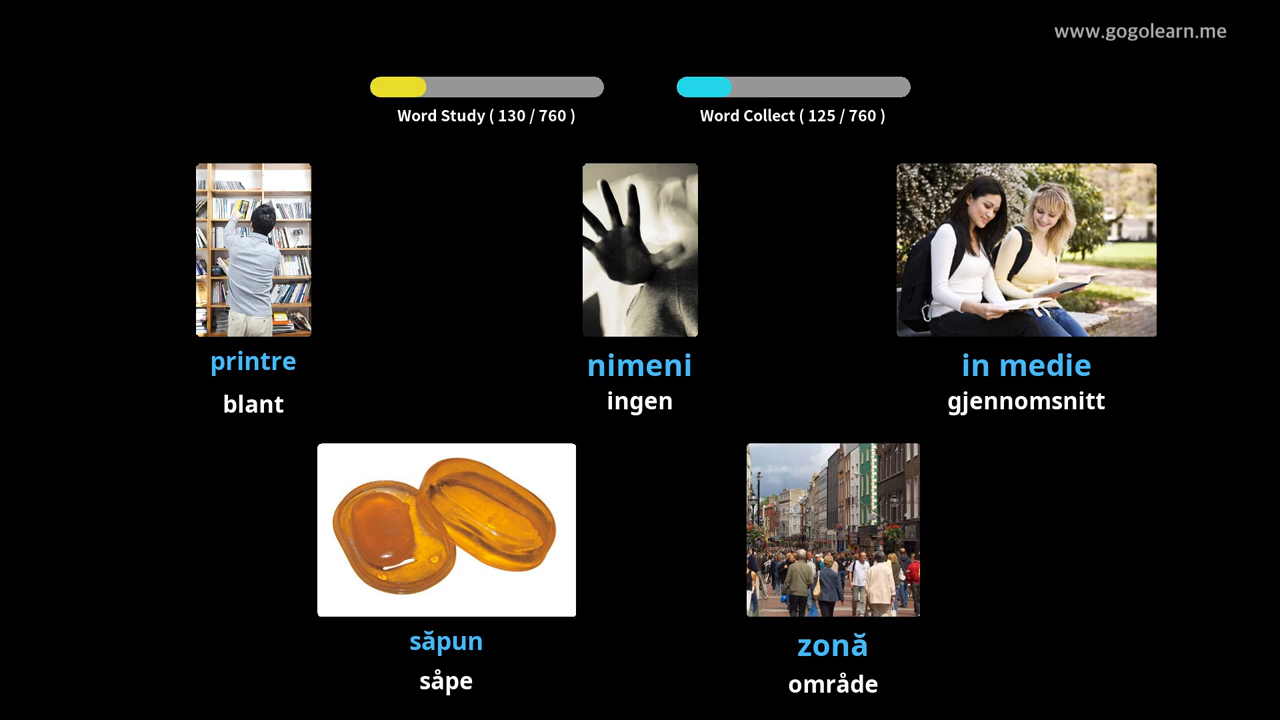 www.gogolearn.me
Word Study ( 130 / 760 )
Word Collect ( 125 / 760 )
printre
blant
nimeni
ingen
in medie
gjennomsnitt
săpun
såpe
zonă
område